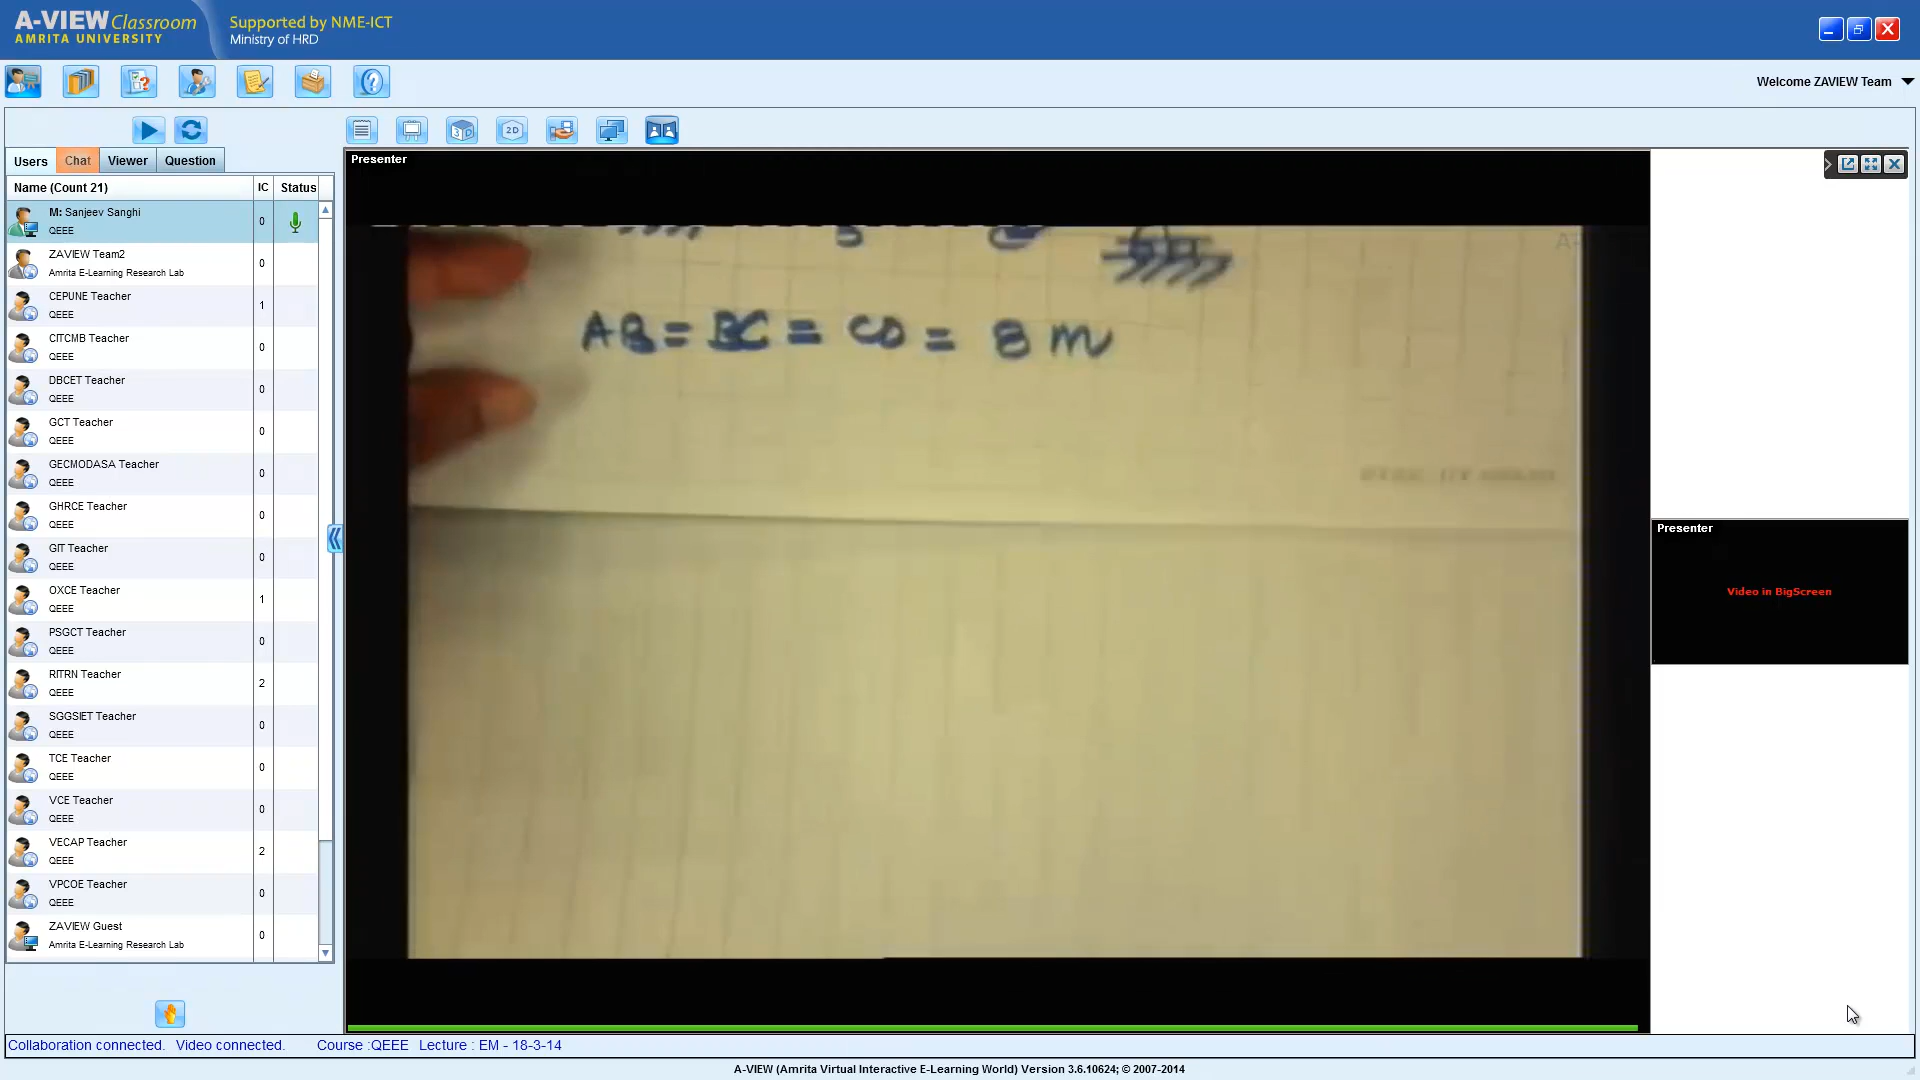 A-VIEW Classroom
AMRITA UNIVERSITY
Supported by NME-ICT
Ministry of HRD
Welcome ZAVIEW Team
3D
2D
Users
Chat
Viewer
Question
Name (Count 21)
IC
Status
M: Sanjeev Sanghi
QEEE
0
ZAVIEW Team2
Amrita E-Learning Research Lab
0
CEPUNE Teacher
QEEE
1
CITCMB Teacher
QEEE
0
DBCET Teacher
QEEE
0
GCT Teacher
QEEE
0
GECMODASA Teacher
QEEE
0
GHRCE Teacher
QEEE
0
GIT Teacher
QEEE
0
OXCE Teacher
QEEE
1
PSGCT Teacher
QEEE
0
RITRN Teacher
QEEE
2
SGGSIET Teacher
QEEE
0
TCE Teacher
QEEE
0
VCE Teacher
QEEE
0
VECAP Teacher
QEEE
2
VPCOE Teacher
QEEE
0
ZAVIEW Guest
Amrita E-Learning Research Lab
0
Presenter
AB = BC = CD = 8 m
Presenter
Video in BigScreen
Collaboration connected. Video connected. Course :QEEE Lecture : EM - 18-3-14
A-VIEW (Amrita Virtual Interactive E-Learning World) Version 3.6.10624; © 2007-2014